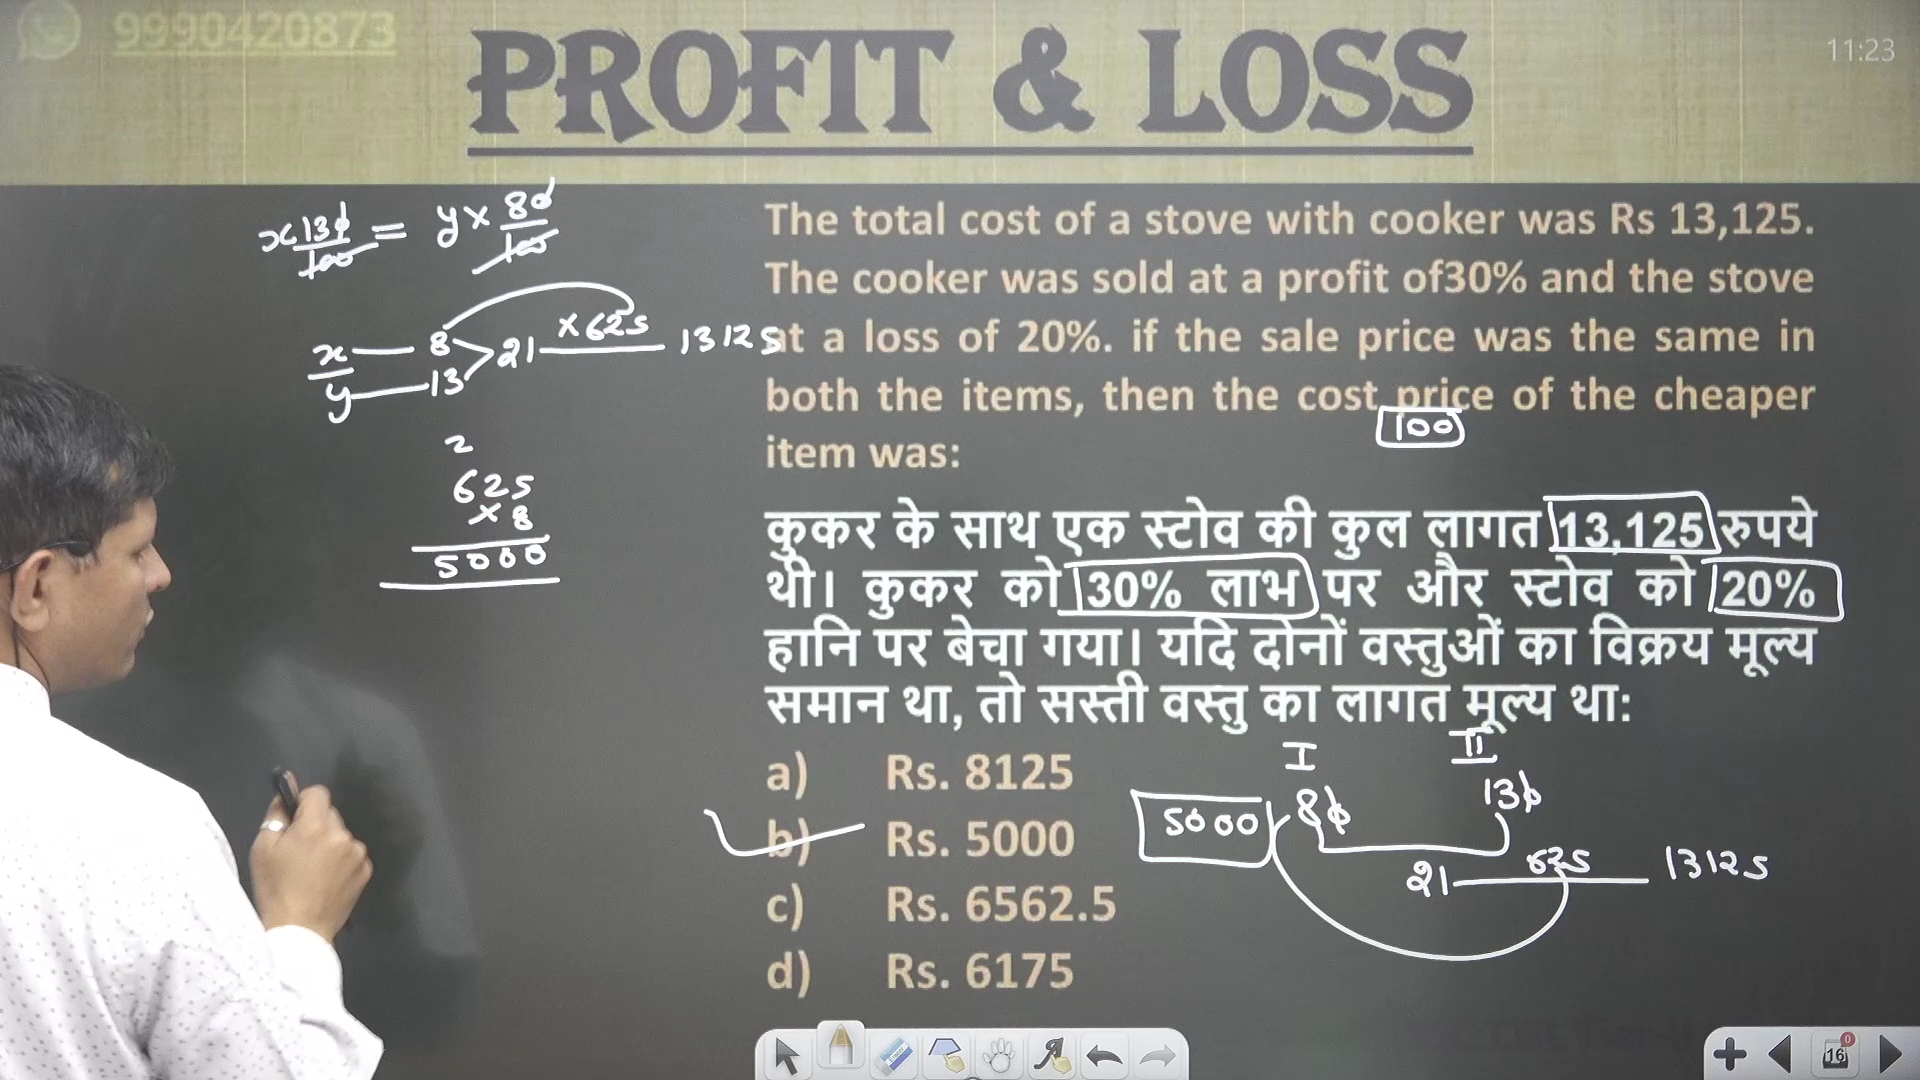 9990420873
PROFIT & LOSS
11:23
The total cost of a stove with cooker was Rs 13,125.
The cooker was sold at a profit of30% and the stove
at a loss of 20%. if the sale price was the same in
both the items, then the cost price of the cheaper
item was:
100
कुकर के साथ एक स्टोव की कुल लागत 13,125 रुपये
थी। कुकर को 30% लाभ पर और स्टोव को 20%
हानि पर बेचा गया। यदि दोनों वस्तुओं का विक्रय मूल्य
समान था, तो सस्ती वस्तु का लागत मूल्य था:
a) Rs. 8125
b) Rs. 5000
c) Rs. 6562.5
d) Rs. 6175
x 130/100 = y × 80/100
x 8 21 ×625 13125
y 13
2
625
×8
5000
I II
5000 80 130
21 625 13125
16
0